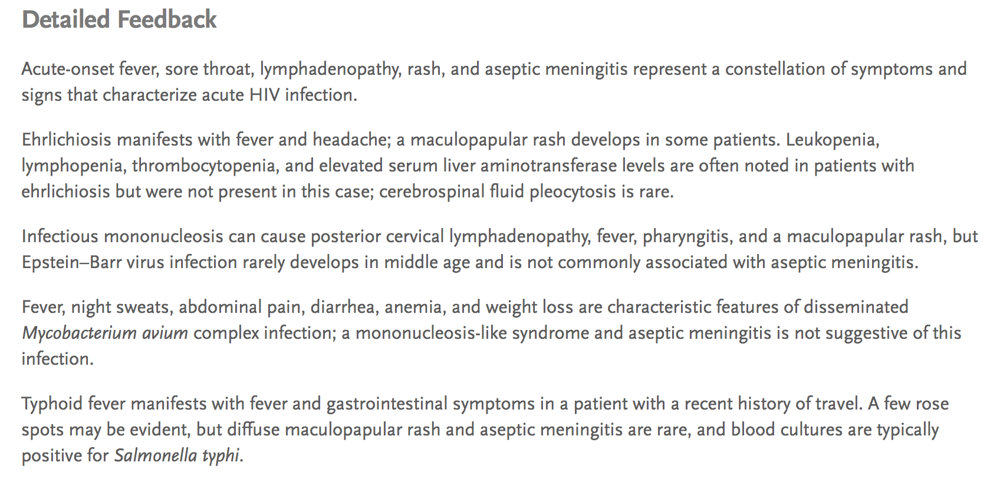 Detailed Feedback
Acute-onset fever, sore throat, lymphadenopathy, rash, and aseptic meningitis represent a constellation of symptoms and
signs that characterize acute HIV infection.
Ehrlichiosis manifests with fever and headache; a maculopapular rash develops in some patients. Leukopenia,
lymphopenia, thrombocytopenia, and elevated serum liver aminotransferase levels are often noted in patients with
ehrlichiosis but were not present in this case; cerebrospinal fluid pleocytosis is rare.
Infectious mononucleosis can cause posterior cervical lymphadenopathy, fever, pharyngitis, and a maculopapular rash, but
Epstein–Barr virus infection rarely develops in middle age and is not commonly associated with aseptic meningitis.
Fever, night sweats, abdominal pain, diarrhea, anemia, and weight loss are characteristic features of disseminated
Mycobacterium avium complex infection; a mononucleosis-like syndrome and aseptic meningitis is not suggestive of this
infection.
Typhoid fever manifests with fever and gastrointestinal symptoms in a patient with a recent history of travel. A few rose
spots may be evident, but diffuse maculopapular rash and aseptic meningitis are rare, and blood cultures are typically
positive for Salmonella typhi.